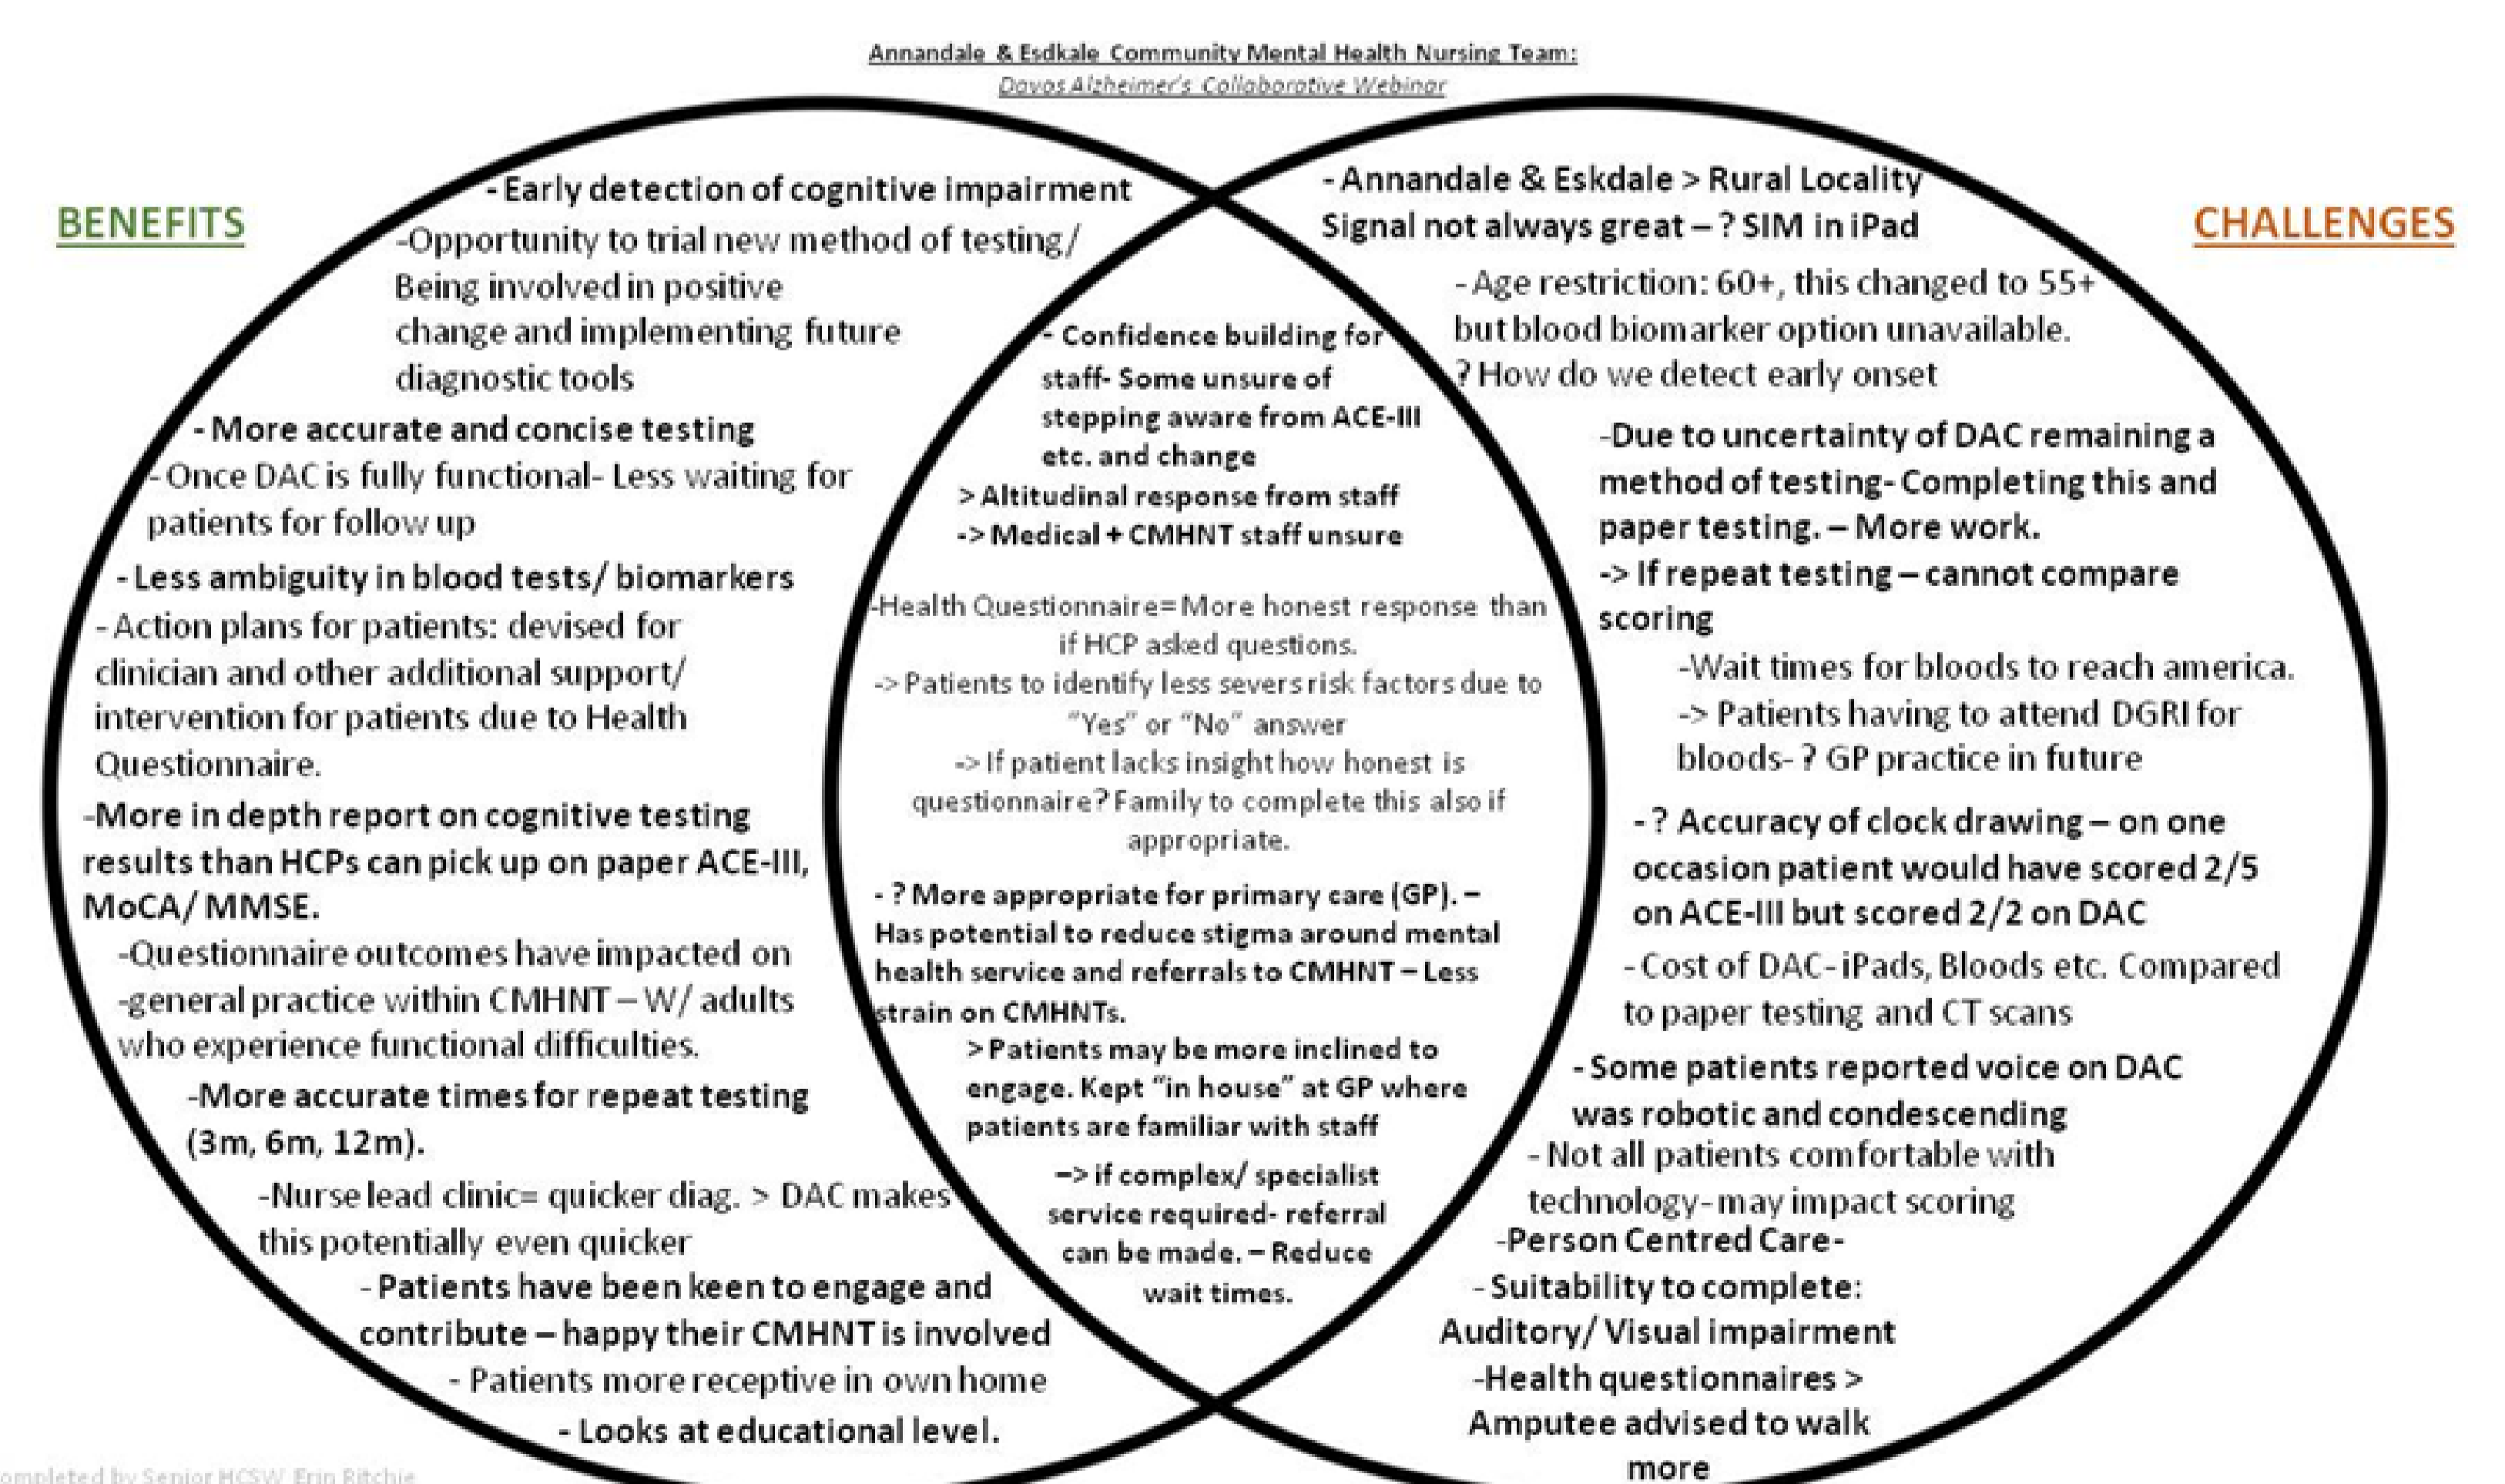 Annandale & Esdkale Community Mental Health Nursing Team:
Davos Alzheimer's Collaborative Webinar
BENEFITS
- Early detection of cognitive impairment
-Opportunity to trial new method of testing/
Being involved in positive
change and implementing future
diagnostic tools
- More accurate and concise testing
- Once DAC is fully functional- Less waiting for
patients for follow up
- Less ambiguity in blood tests/ biomarkers
- Action plans for patients: devised for
clinician and other additional support/
intervention for patients due to Health
Questionnaire.
-More in depth report on cognitive testing
results than HCPs can pick up on paper ACE-III,
MoCA/ MMSE.
-Questionnaire outcomes have impacted on
-general practice within CMHNT – W/ adults
who experience functional difficulties.
-More accurate times for repeat testing
(3m, 6m, 12m).
-Nurse lead clinic= quicker diag. > DAC makes
this potentially even quicker
- Patients have been keen to engage and
contribute – happy their CMHNT is involved
- Patients more receptive in own home
- Looks at educational level.
- Confidence building for
staff- Some unsure of
stepping aware from ACE-III
etc. and change
> Altitudinal response from staff
-> Medical + CMHNT staff unsure
-Health Questionnaire= More honest response than
if HCP asked questions.
-> Patients to identify less severs risk factors due to
"Yes" or "No" answer
-> If patient lacks insight how honest is
questionnaire? Family to complete this also if
appropriate.
- ? More appropriate for primary care (GP). –
Has potential to reduce stigma around mental
health service and referrals to CMHNT – Less
strain on CMHNTs.
> Patients may be more inclined to
engage. Kept "in house" at GP where
patients are familiar with staff
–> if complex/ specialist
service required- referral
can be made. – Reduce
wait times.
CHALLENGES
- Annandale & Eskdale > Rural Locality
Signal not always great – ? SIM in iPad
- Age restriction: 60+, this changed to 55+
but blood biomarker option unavailable.
? How do we detect early onset
-Due to uncertainty of DAC remaining a
method of testing- Completing this and
paper testing. – More work.
-> If repeat testing – cannot compare
scoring
-Wait times for bloods to reach america.
-> Patients having to attend DGRI for
bloods- ? GP practice in future
- ? Accuracy of clock drawing – on one
occasion patient would have scored 2/5
on ACE-III but scored 2/2 on DAC
- Cost of DAC- iPads, Bloods etc. Compared
to paper testing and CT scans
- Some patients reported voice on DAC
was robotic and condescending
- Not all patients comfortable with
technology- may impact scoring
-Person Centred Care-
- Suitability to complete:
Auditory/ Visual impairment
-Health questionnaires >
Amputee advised to walk
more
ompleted by Senior HCSW Erin Ritchie